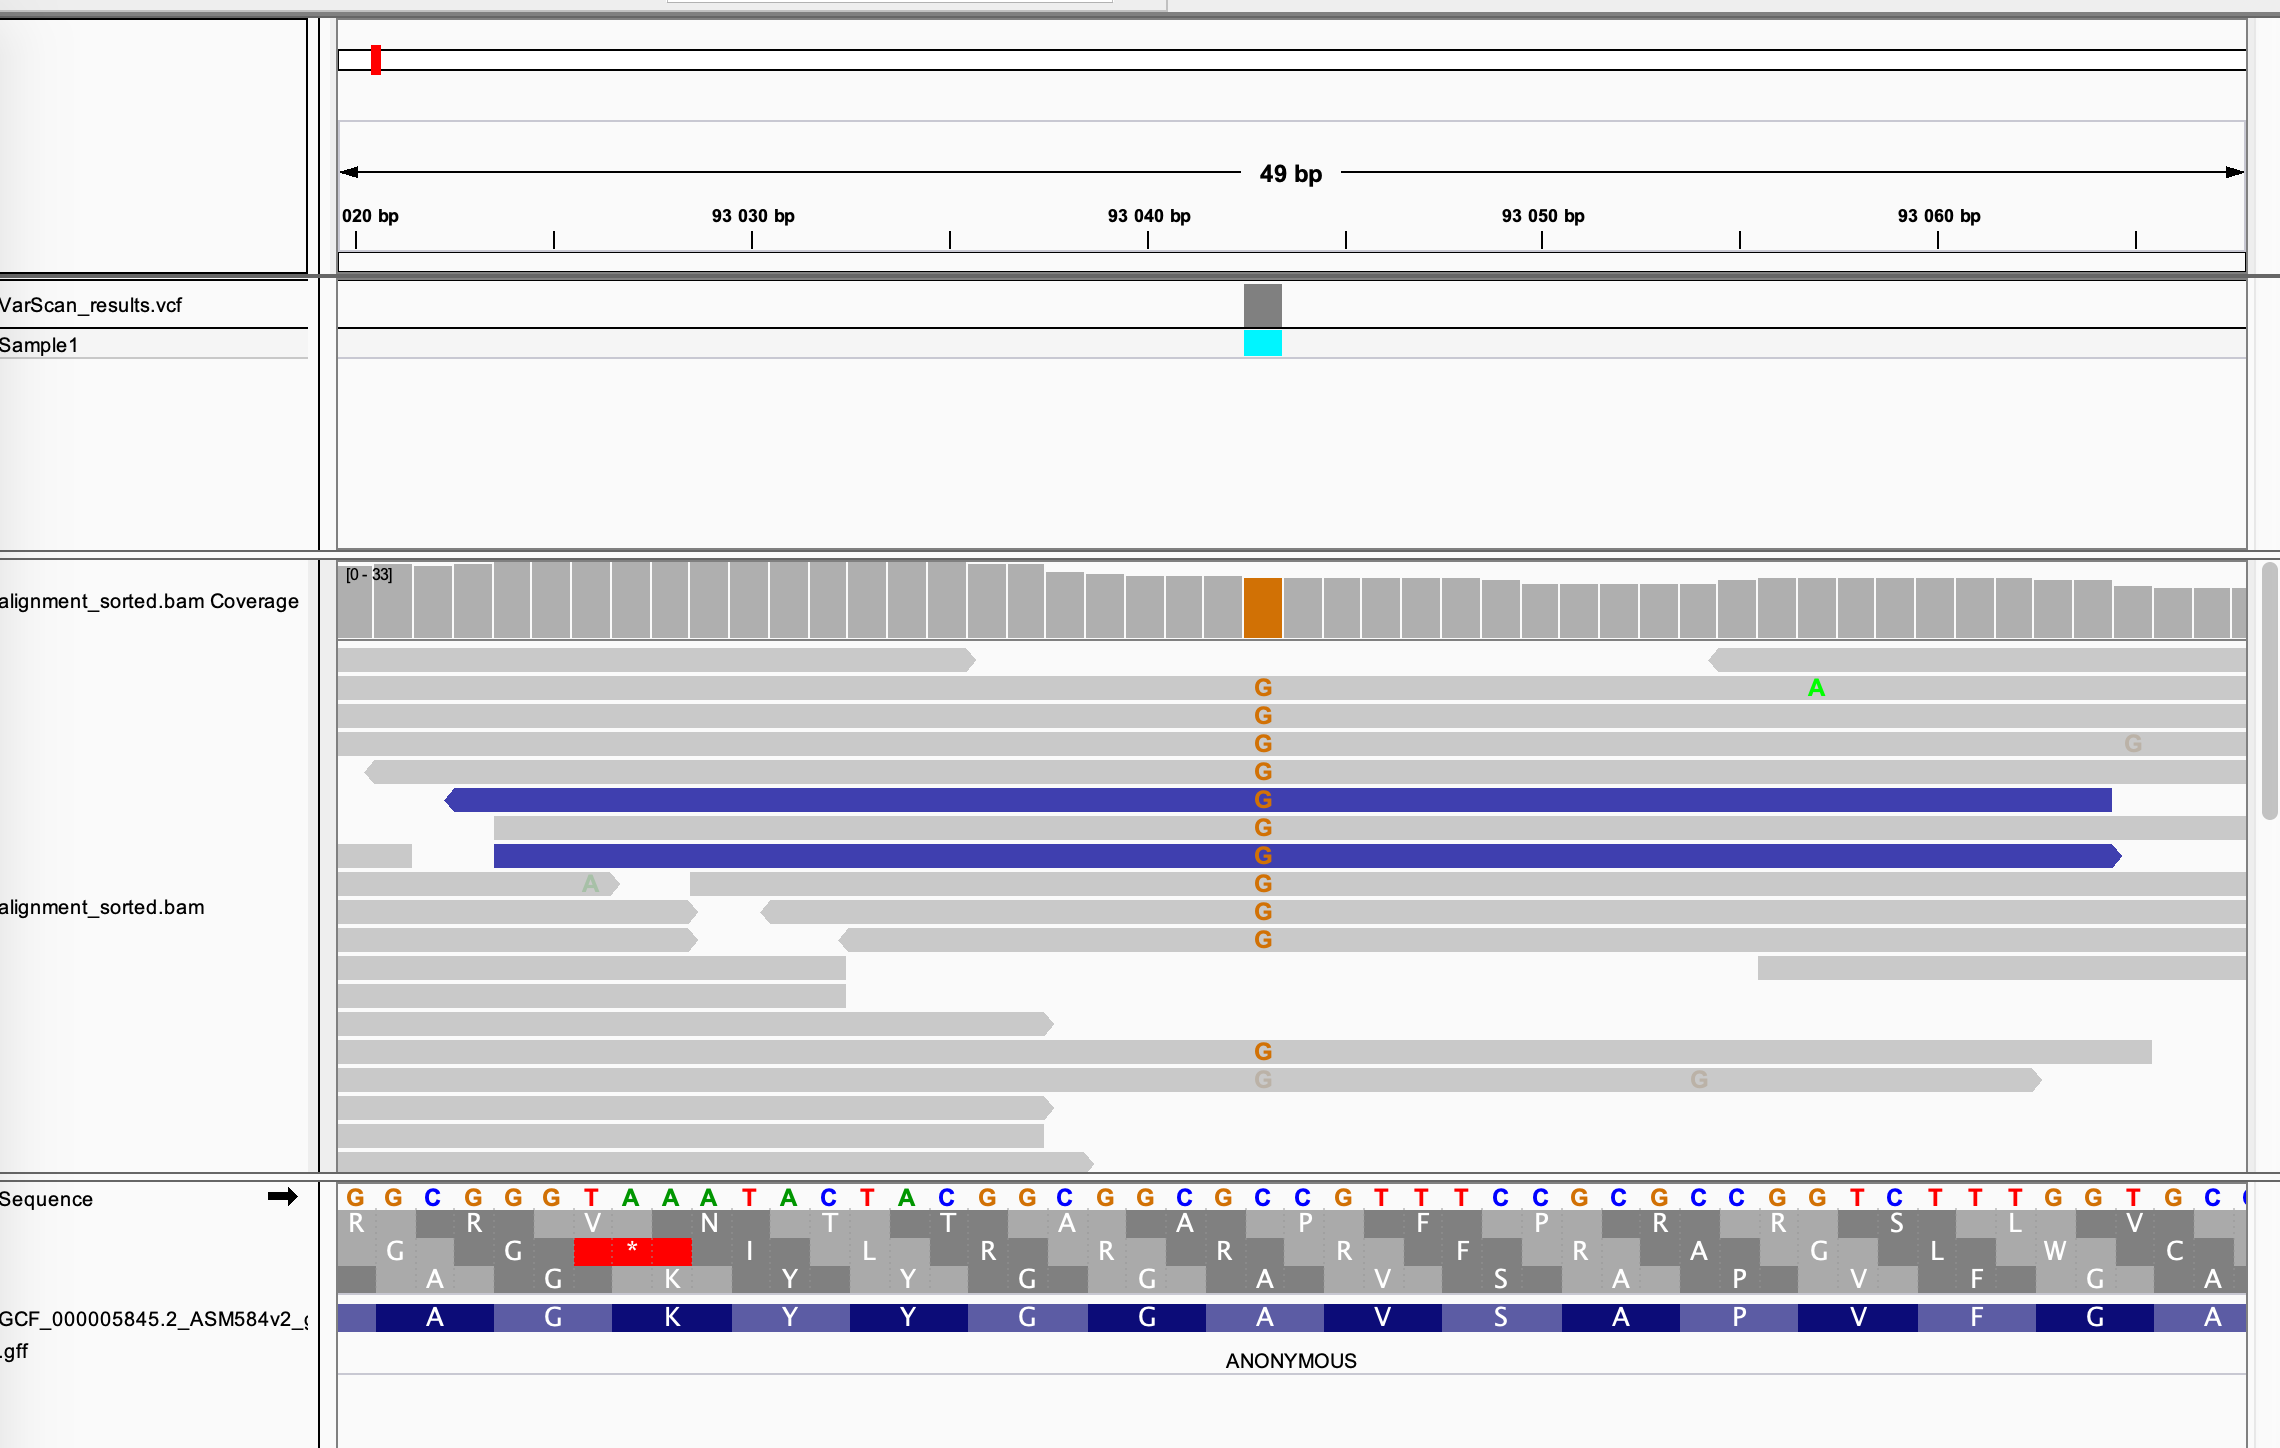 49 bp
020 bp 93 030 bp 93 040 bp 93 050 bp 93 060 bp
VarScan_results.vcf
Sample1
[0 - 33]
alignment_sorted.bam Coverage
G A
G
G G
G
G
G
G
A G
G
alignment_sorted.bam
G
G
G G
Sequence G G C G G G T A A A T A C T A C G G C G G C G C C G T T T C C G C G C C G G T C T T T G G T G C
R R V N T T A A P F P R R S L V
G G * I L R R R R F R A G L W C
A G K Y Y G G A V S A P V F G A
GCF_000005845.2_ASM584v2_ A G K Y Y G G A V S A P V F G A
.gff
ANONYMOUS